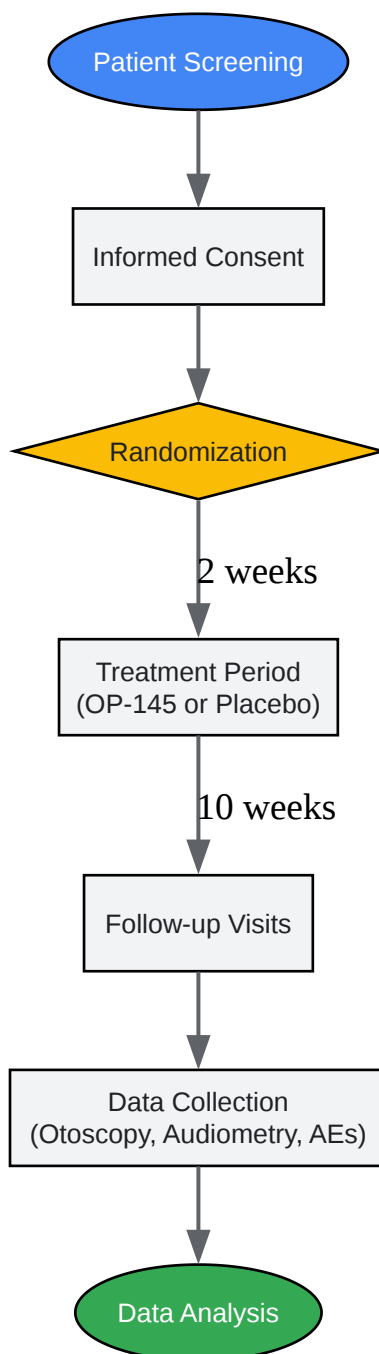 Patient Screening
Informed Consent
Randomization
2 weeks
Treatment Period
(OP-145 or Placebo)
10 weeks
Follow-up Visits
Data Collection
(Otoscopy, Audiometry, AEs)
Data Analysis